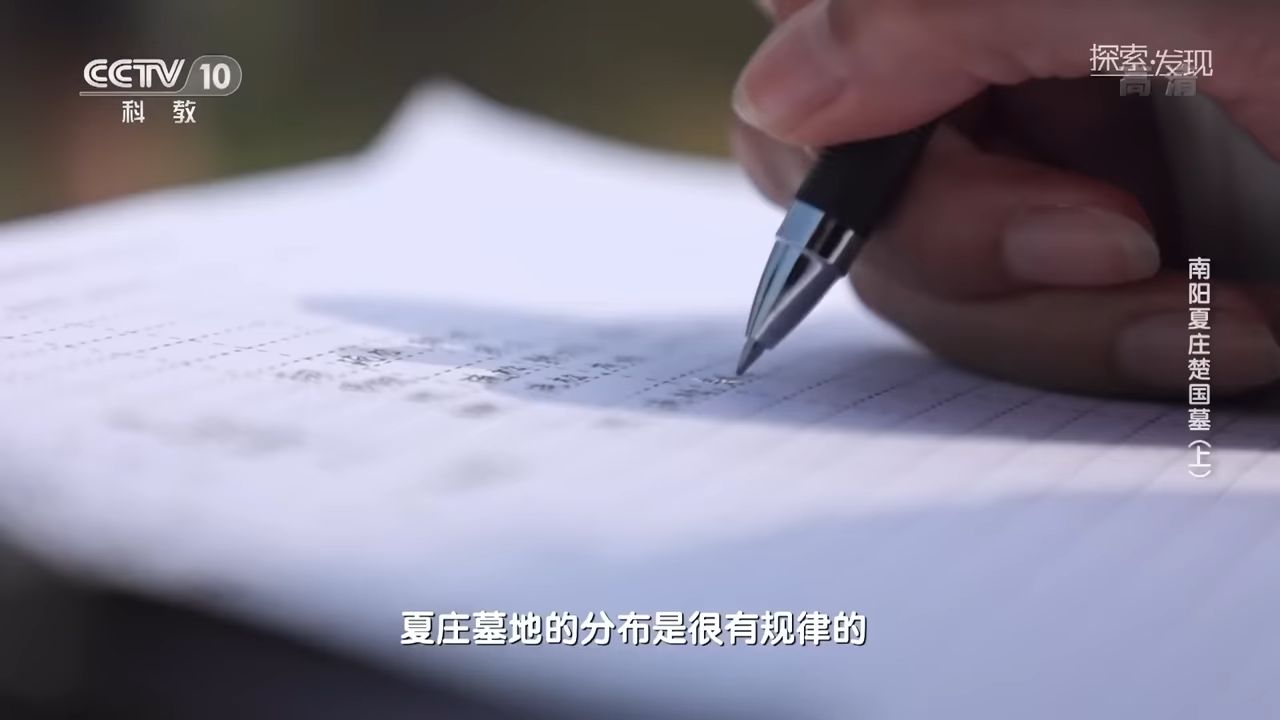 CCTV 10
科教
探索·发现
高清
南阳夏庄楚国墓（上）
夏庄墓地的分布是很有规律的